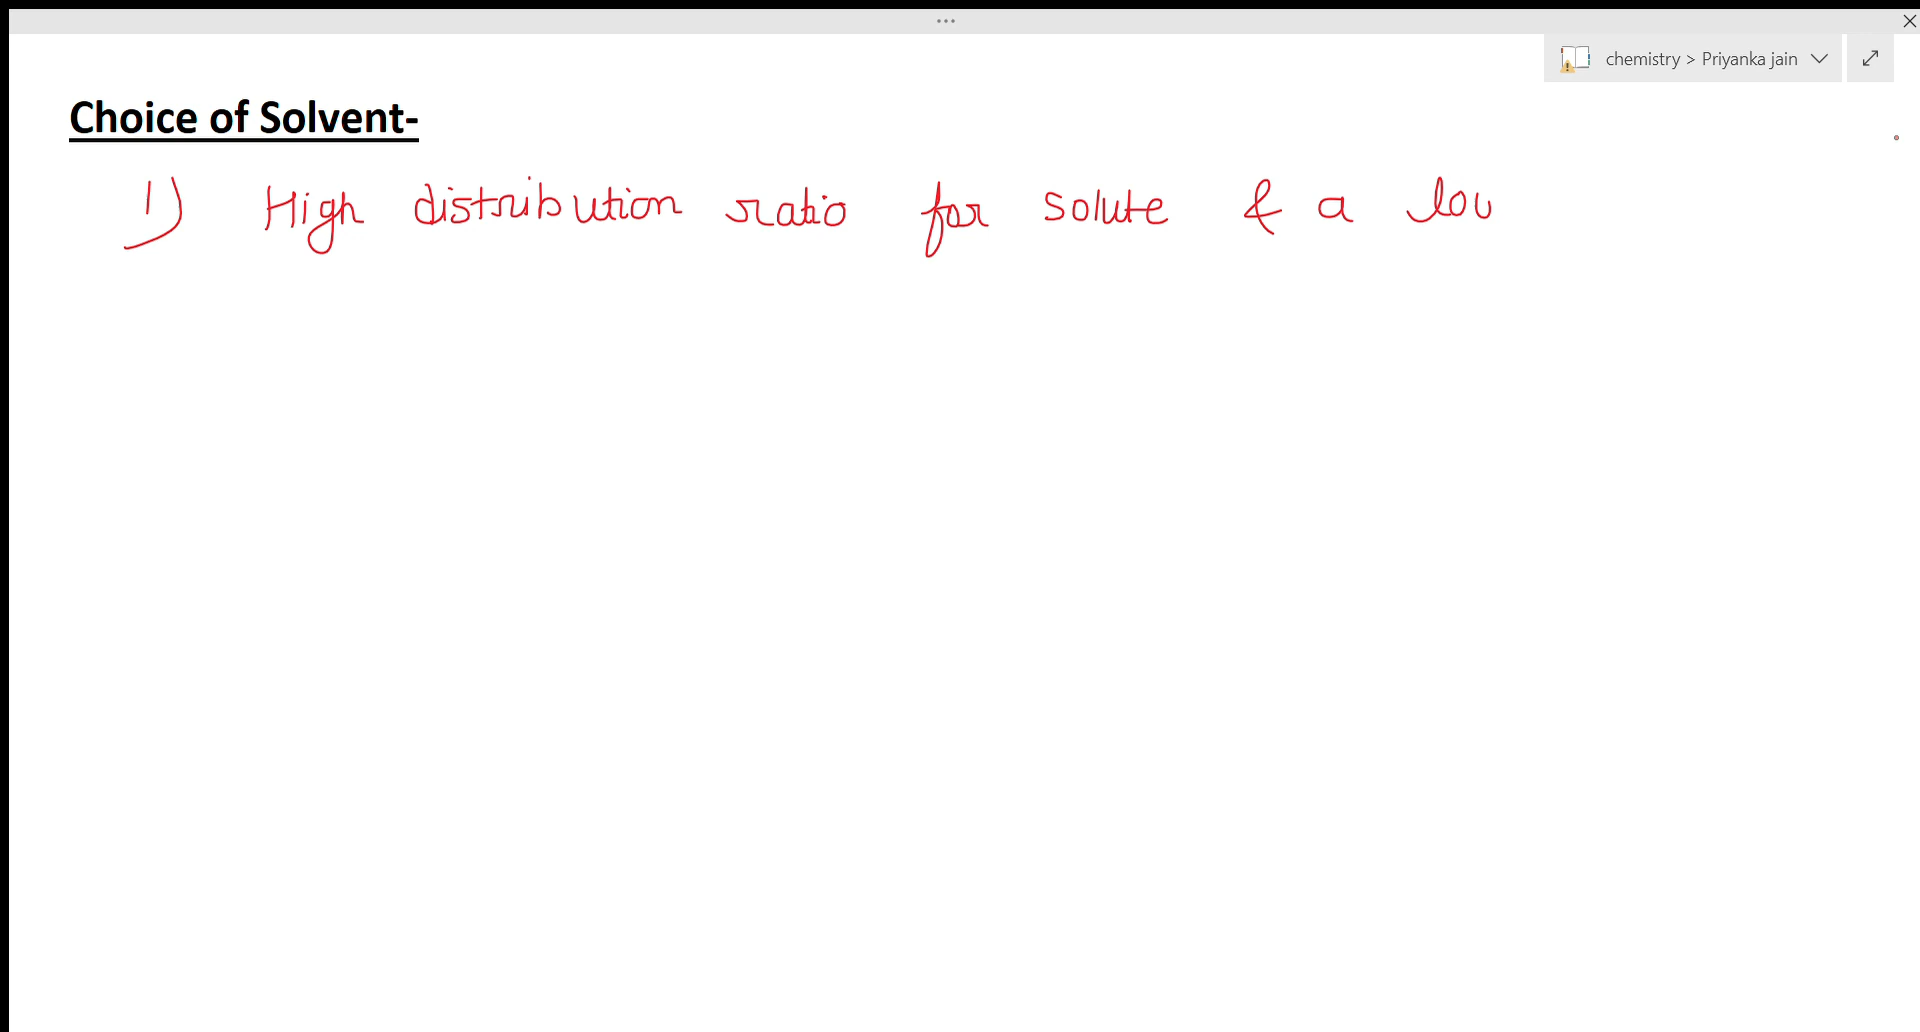 chemistry > Priyanka jain
Choice of Solvent-
1) High distribution ratio for solute & a lou